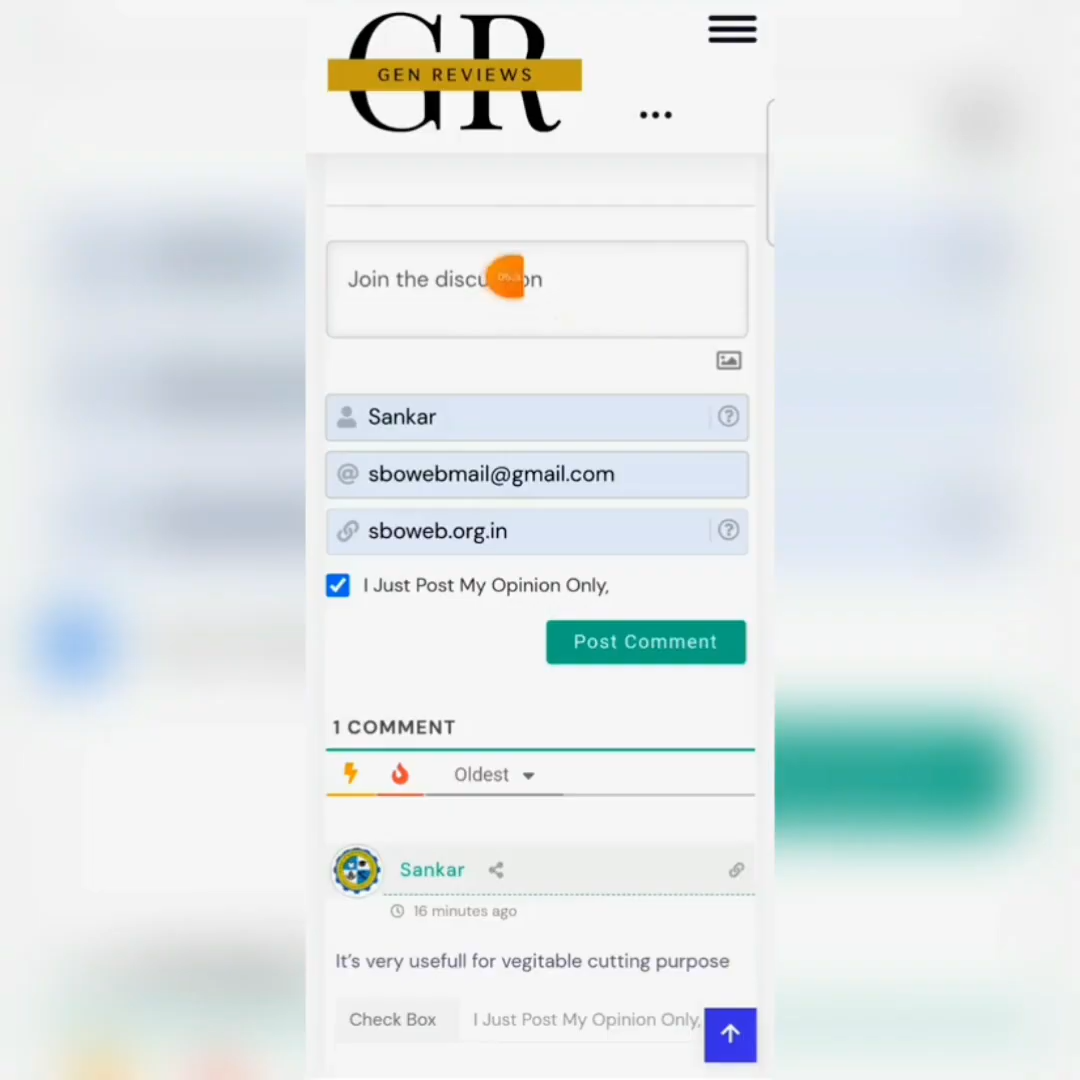 GR
GEN REVIEWS
Join the discu on
Sankar
sbowebmail@gmail.com
sboweb.org.in
I Just Post My Opinion Only,
Post Comment
1 COMMENT
Oldest
Sankar
16 minutes ago
It's very usefull for vegitable cutting purpose
Check Box I Just Post My Opinion Only,